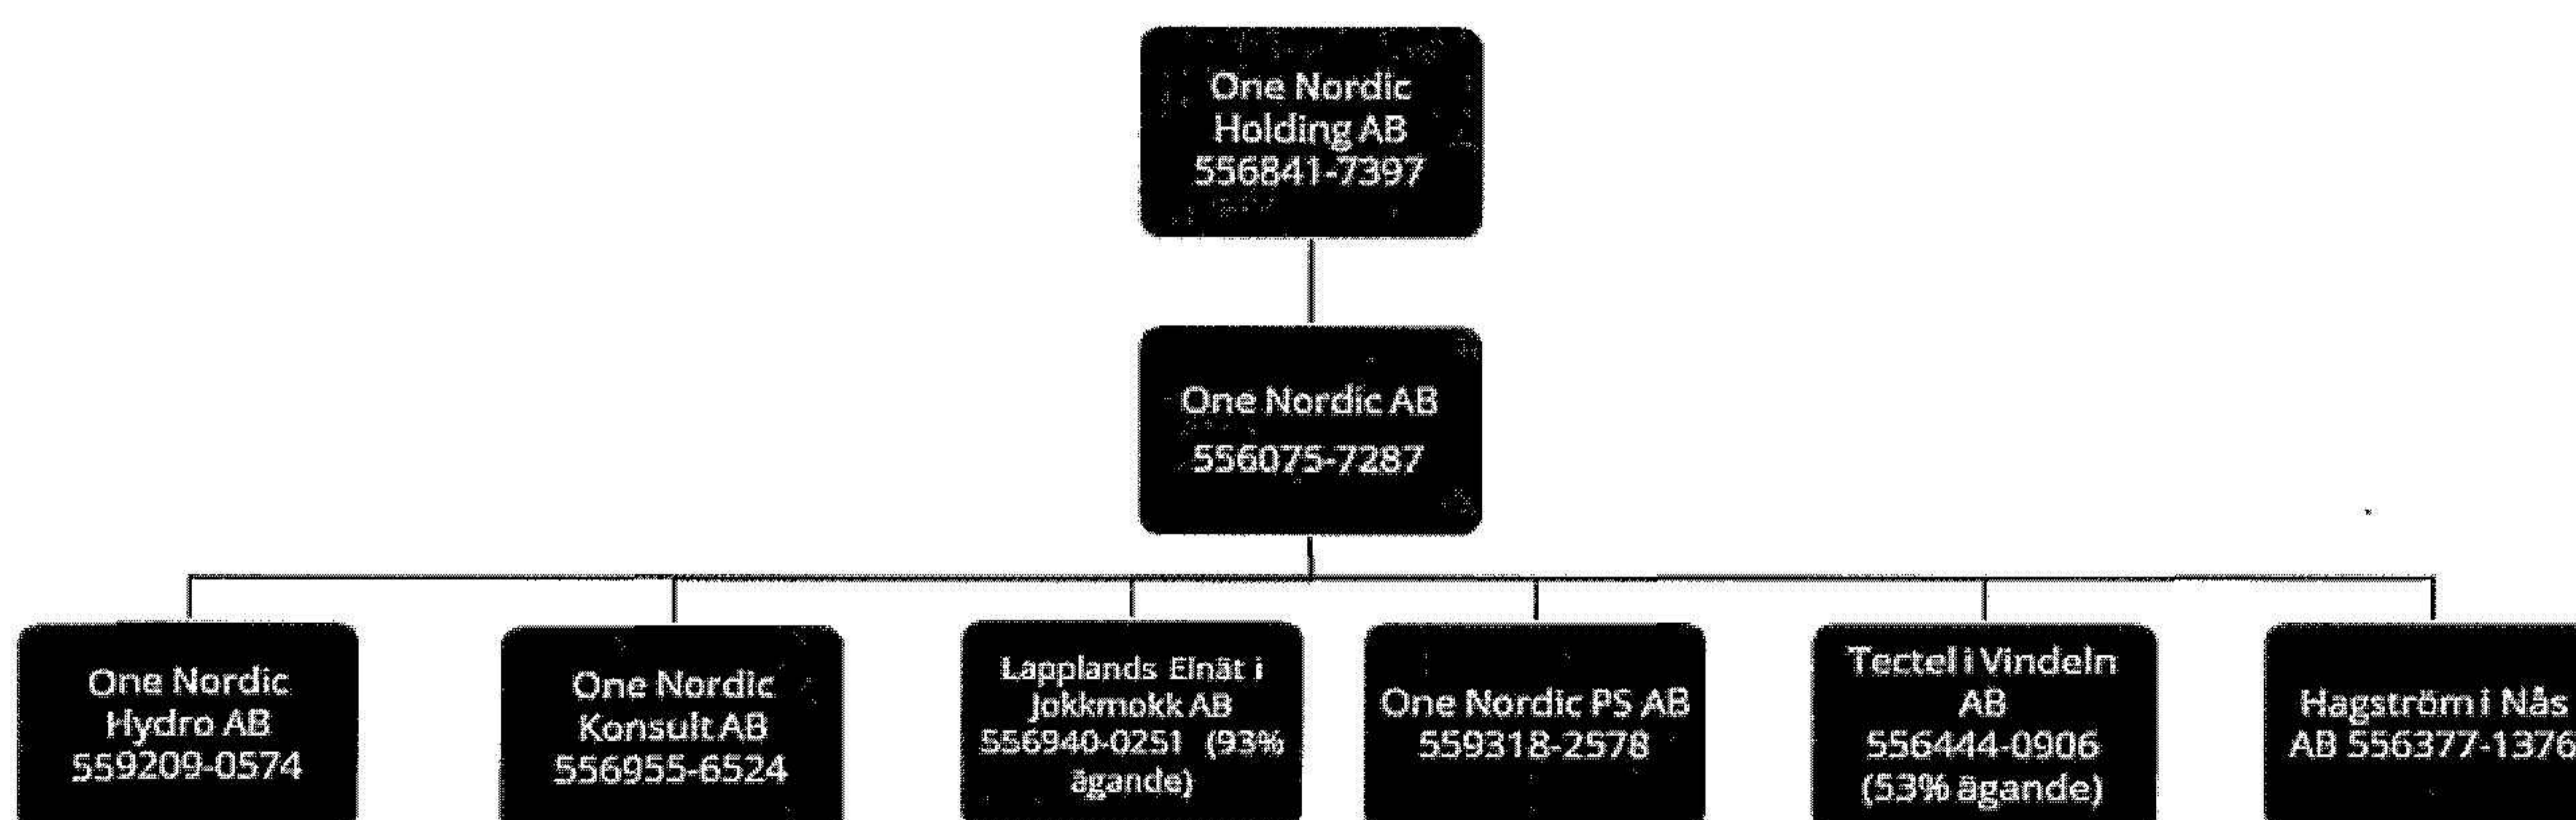 One Nordic
Holding AB
556841-7397
One Nordic AB
556075-7287
One Nordic
Hydro AB
559209-0574
One Nordic
Konsult AB
556955-6524
Lapplands Elnät i
Jokkmokk AB
556940-0251 (93%
ägande)
One Nordic PS AB
559318-2578
Tectel i Vindeln
AB
556444-0906
(53% ägande)
Hagström i Nås
AB 556377-1376